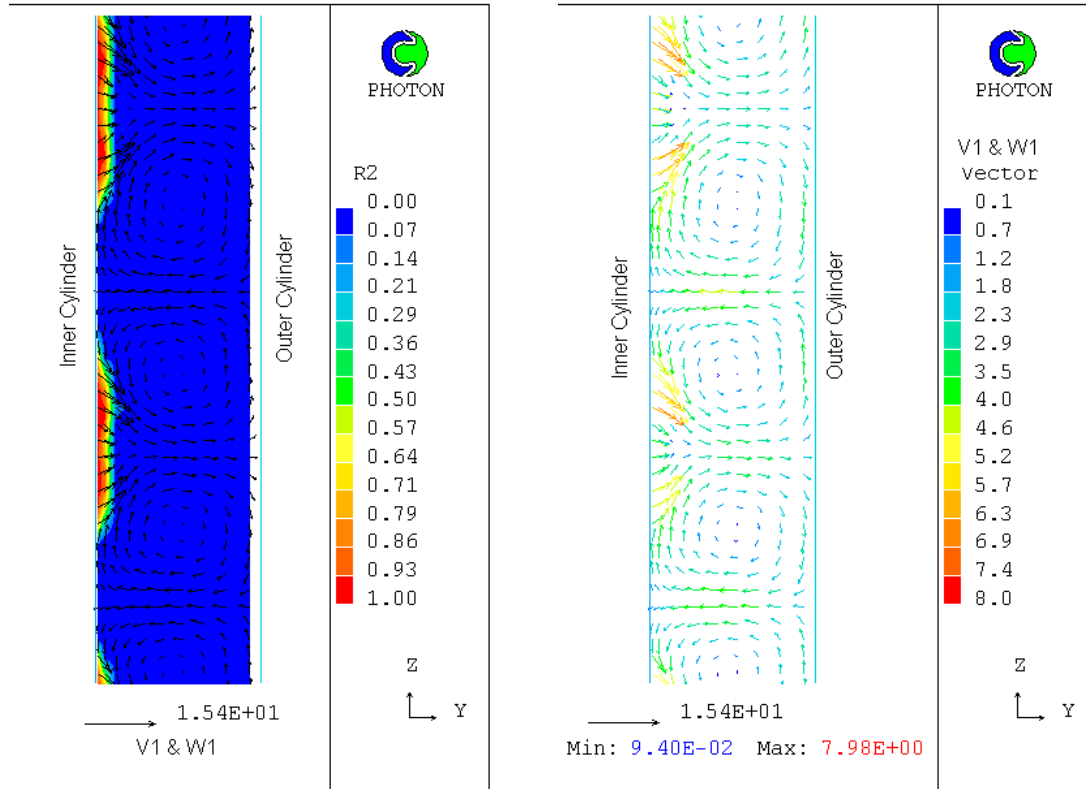 PHOTON
R2
0.00
0.07
0.14
0.21
0.29
0.36
0.43
0.50
0.57
0.64
0.71
0.79
0.86
0.93
1.00
Inner Cylinder
Outer Cylinder
Z
Y
1.54E+01
V1 & W1
PHOTON
V1 & W1
Vector
0.1
0.7
1.2
1.8
2.3
2.9
3.5
4.0
4.6
5.2
5.7
6.3
6.9
7.4
8.0
Inner Cylinder
Outer Cylinder
Z
Y
1.54E+01
Min: 9.40E-02 Max: 7.98E+00